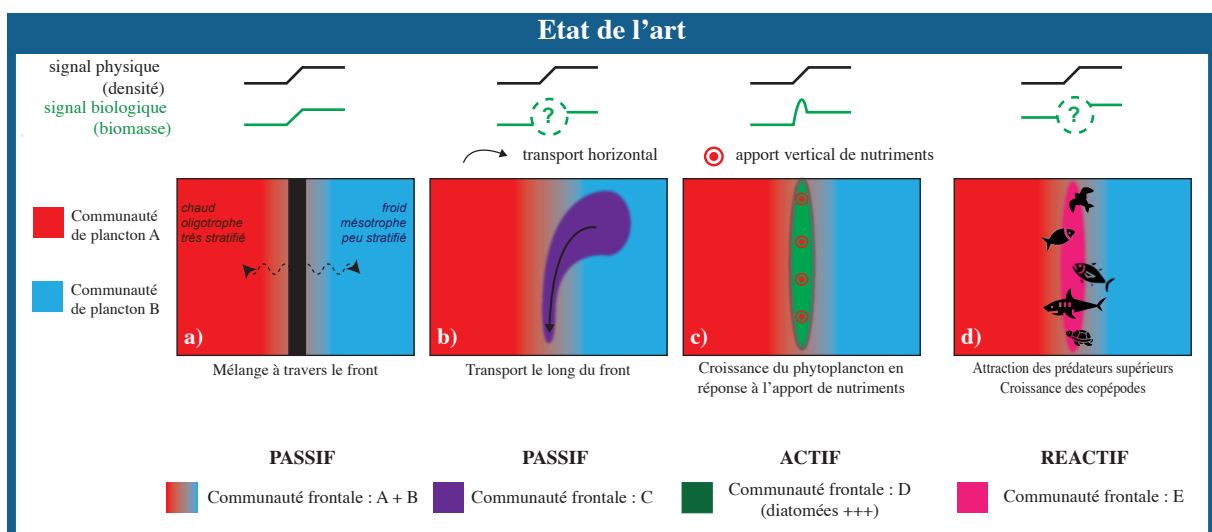 Etat de l'art
signal physique
(densité)
signal biologique
(biomasse)
?
?
transport horizontal
apport vertical de nutriments
Communauté
de plancton A
Communauté
de plancton B
chaud
oligotrophe
très stratifié
froid
mésotrophe
peu stratifié
a)
b)
c)
d)
Mélange à travers le front
Transport le long du front
Croissance du phytoplancton en
réponse à l'apport de nutriments
Attraction des prédateurs supérieurs
Croissance des copépodes
PASSIF
PASSIF
ACTIF
REACTIF
Communauté frontale : A + B
Communauté frontale : C
Communauté frontale : D
(diatomées +++)
Communauté frontale : E